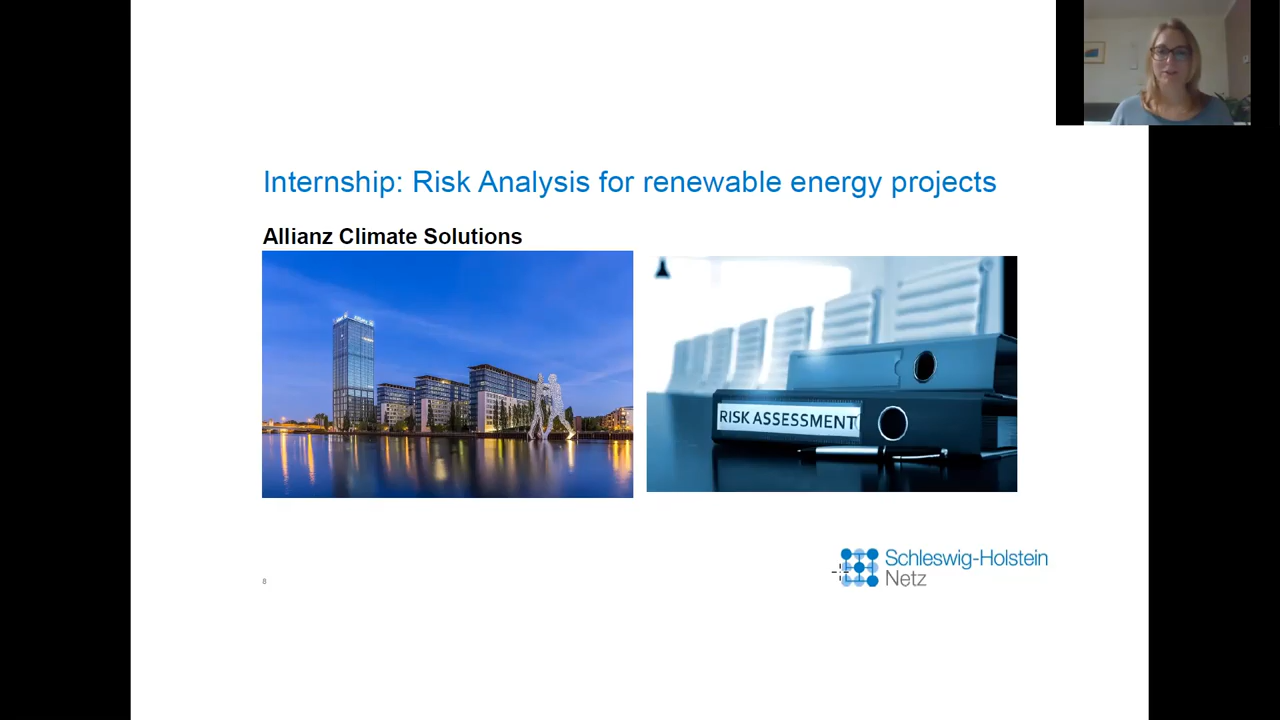 Internship: Risk Analysis for renewable energy projects
Allianz Climate Solutions
RISK ASSESSMENT
Schleswig-Holstein
Netz
8